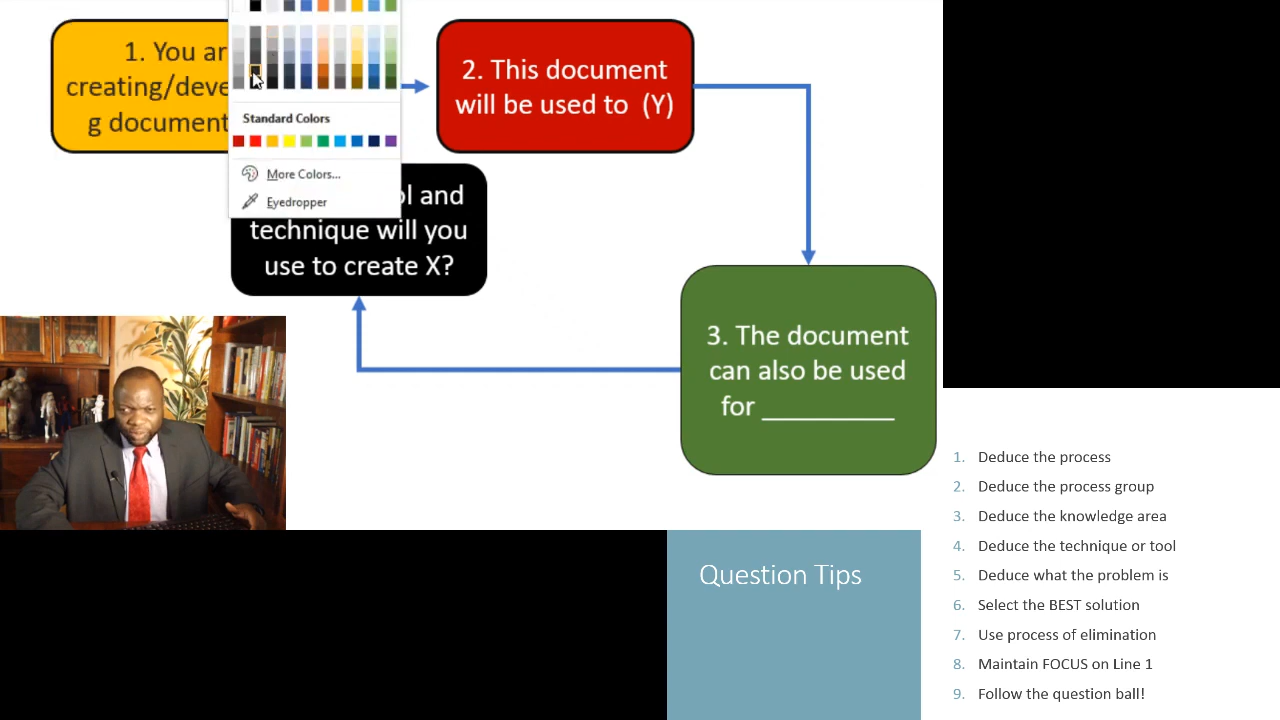 1. You ar
creating/deve
g document
2. This document
will be used to (Y)
Standard Colors
More Colors...
Eyedropper
ol and
technique will you
use to create X?
3. The document
can also be used
for __________
Question Tips
1. Deduce the process
2. Deduce the process group
3. Deduce the knowledge area
4. Deduce the technique or tool
5. Deduce what the problem is
6. Select the BEST solution
7. Use process of elimination
8. Maintain FOCUS on Line 1
9. Follow the question ball!